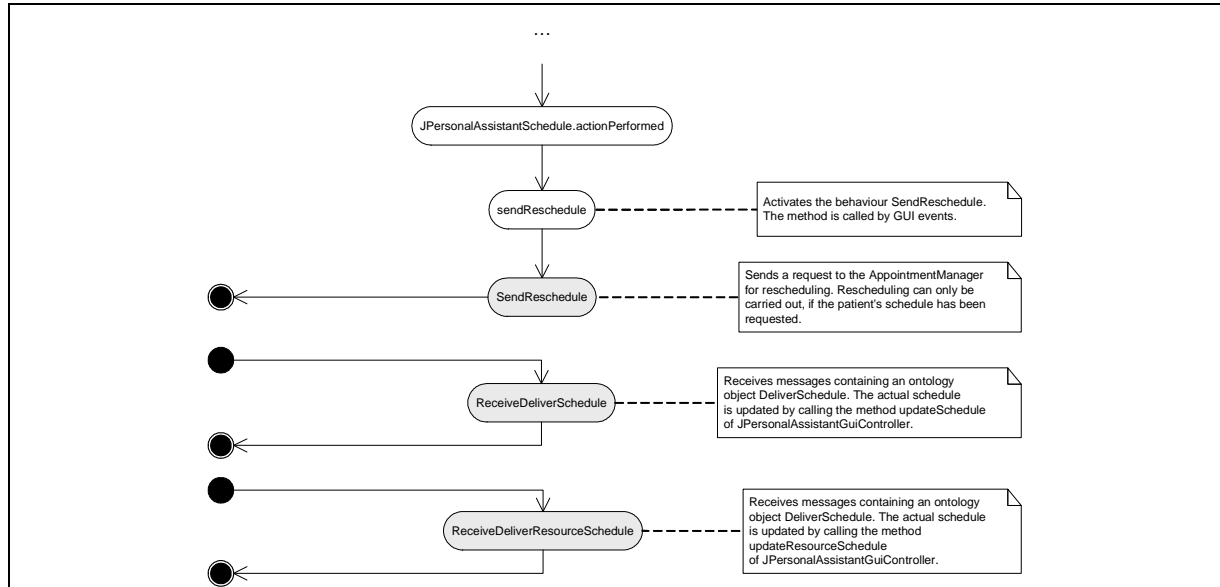 ...
JPersonalAssistantSchedule.actionPerformed
sendReschedule
Activates the behaviour SendReschedule.
The method is called by GUI events.
SendReschedule
Sends a request to the AppointmentManager
for rescheduling. Rescheduling can only be
carried out, if the patient's schedule has been
requested.
ReceiveDeliverSchedule
Receives messages containing an ontology
object DeliverSchedule. The actual schedule
is updated by calling the method updateSchedule
of JPersonalAssistantGuiController.
ReceiveDeliverResourceSchedule
Receives messages containing an ontology
object DeliverSchedule. The actual schedule
is updated by calling the method
updateResourceSchedule
of JPersonalAssistantGuiController.